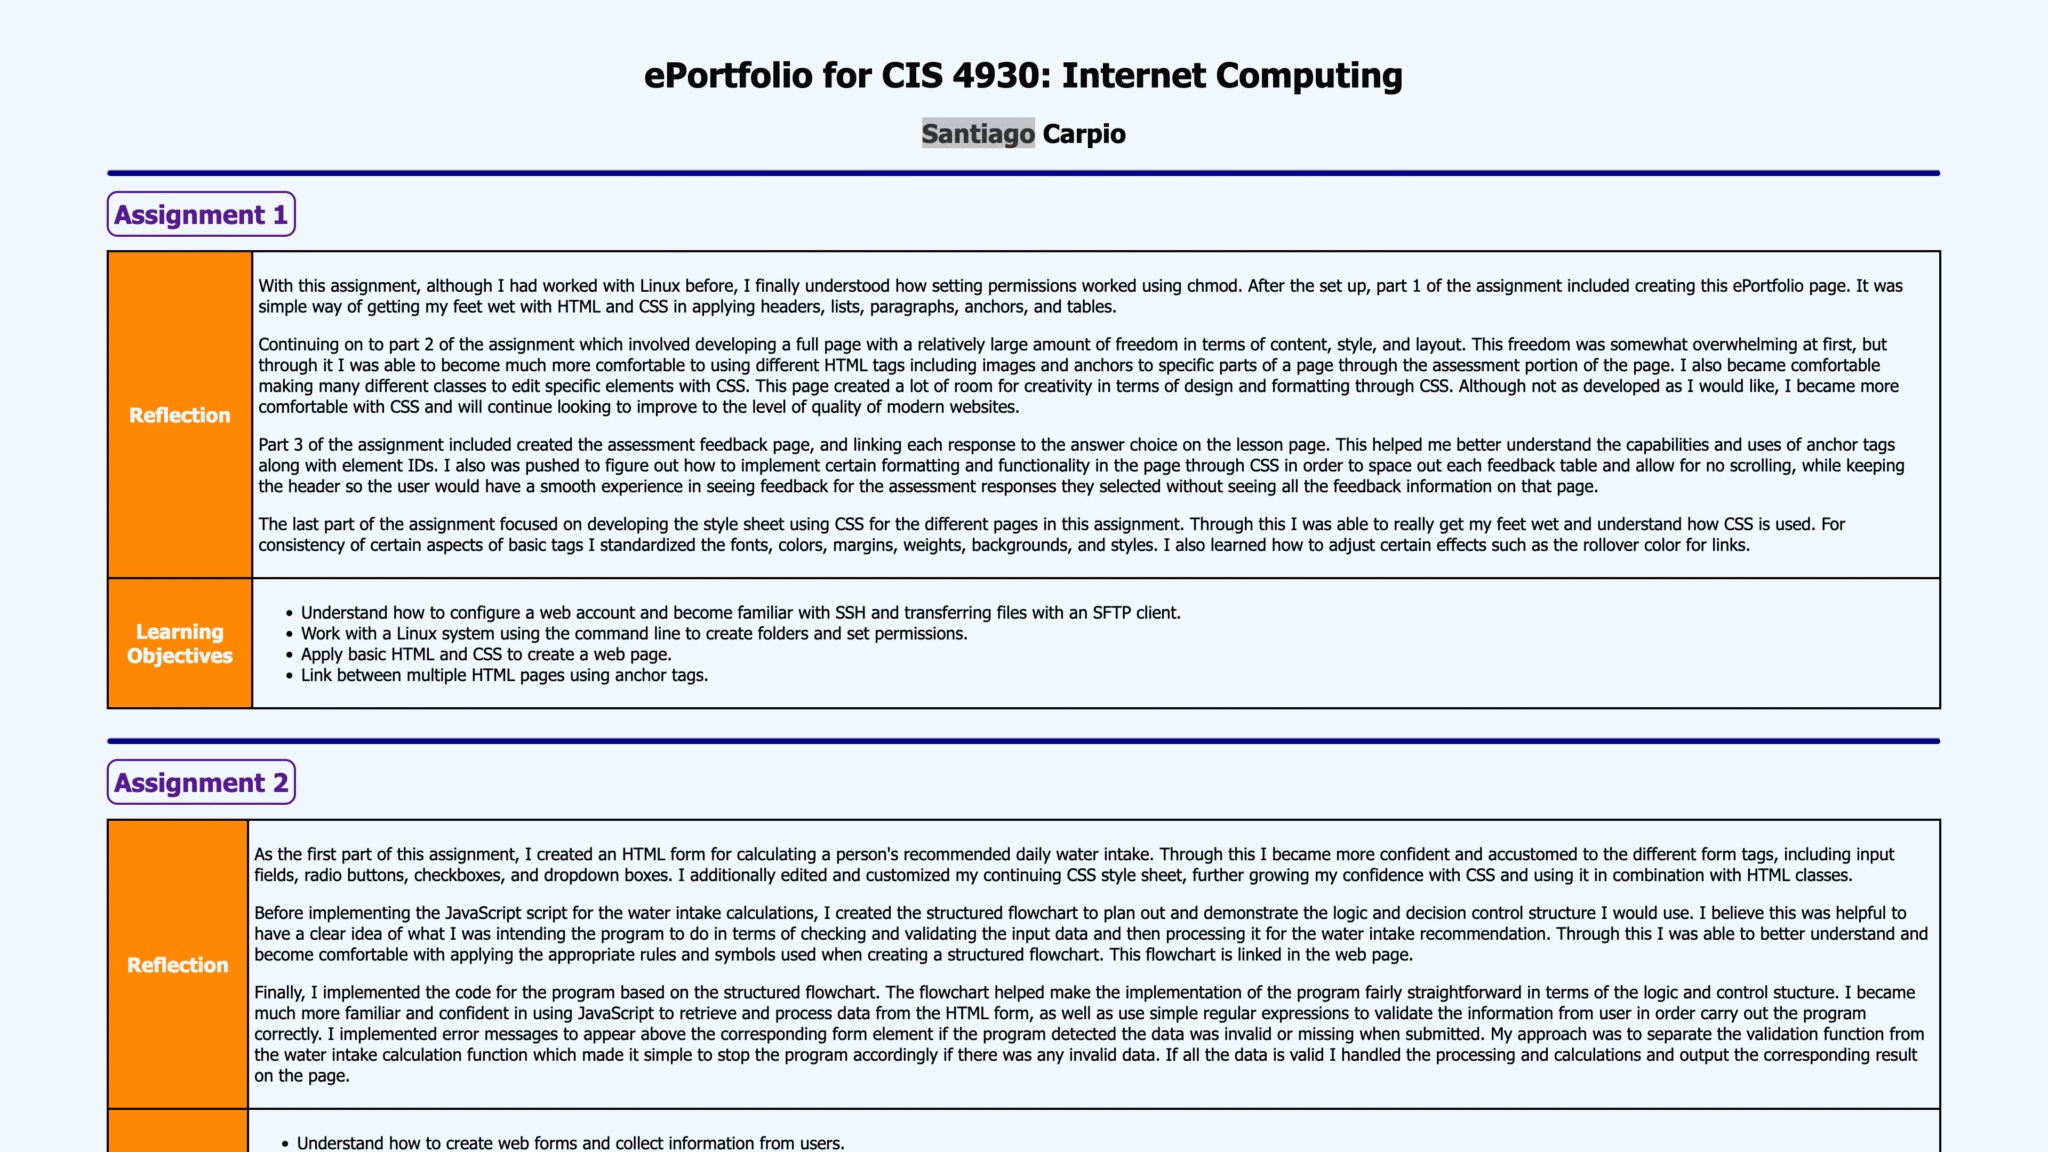 ePortfolio for CIS 4930: Internet Computing
Santiago Carpio
Assignment 1
Reflection
With this assignment, although I had worked with Linux before, I finally understood how setting permissions worked using chmod. After the set up, part 1 of the assignment included creating this ePortfolio page. It was
simple way of getting my feet wet with HTML and CSS in applying headers, lists, paragraphs, anchors, and tables.
Continuing on to part 2 of the assignment which involved developing a full page with a relatively large amount of freedom in terms of content, style, and layout. This freedom was somewhat overwhelming at first, but
through it I was able to become much more comfortable to using different HTML tags including images and anchors to specific parts of a page through the assessment portion of the page. I also became comfortable
making many different classes to edit specific elements with CSS. This page created a lot of room for creativity in terms of design and formatting through CSS. Although not as developed as I would like, I became more
comfortable with CSS and will continue looking to improve to the level of quality of modern websites.
Part 3 of the assignment included created the assessment feedback page, and linking each response to the answer choice on the lesson page. This helped me better understand the capabilities and uses of anchor tags
along with element IDs. I also was pushed to figure out how to implement certain formatting and functionality in the page through CSS in order to space out each feedback table and allow for no scrolling, while keeping
the header so the user would have a smooth experience in seeing feedback for the assessment responses they selected without seeing all the feedback information on that page.
The last part of the assignment focused on developing the style sheet using CSS for the different pages in this assignment. Through this I was able to really get my feet wet and understand how CSS is used. For
consistency of certain aspects of basic tags I standardized the fonts, colors, margins, weights, backgrounds, and styles. I also learned how to adjust certain effects such as the rollover color for links.
Learning
Objectives
• Understand how to configure a web account and become familiar with SSH and transferring files with an SFTP client.
• Work with a Linux system using the command line to create folders and set permissions.
• Apply basic HTML and CSS to create a web page.
• Link between multiple HTML pages using anchor tags.
Assignment 2
Reflection
As the first part of this assignment, I created an HTML form for calculating a person's recommended daily water intake. Through this I became more confident and accustomed to the different form tags, including input
fields, radio buttons, checkboxes, and dropdown boxes. I additionally edited and customized my continuing CSS style sheet, further growing my confidence with CSS and using it in combination with HTML classes.
Before implementing the JavaScript script for the water intake calculations, I created the structured flowchart to plan out and demonstrate the logic and decision control structure I would use. I believe this was helpful to
have a clear idea of what I was intending the program to do in terms of checking and validating the input data and then processing it for the water intake recommendation. Through this I was able to better understand and
become comfortable with applying the appropriate rules and symbols used when creating a structured flowchart. This flowchart is linked in the web page.
Finally, I implemented the code for the program based on the structured flowchart. The flowchart helped make the implementation of the program fairly straightforward in terms of the logic and control stucture. I became
much more familiar and confident in using JavaScript to retrieve and process data from the HTML form, as well as use simple regular expressions to validate the information from user in order carry out the program
correctly. I implemented error messages to appear above the corresponding form element if the program detected the data was invalid or missing when submitted. My approach was to separate the validation function from
the water intake calculation function which made it simple to stop the program accordingly if there was any invalid data. If all the data is valid I handled the processing and calculations and output the corresponding result
on the page.
• Understand how to create web forms and collect information from users.